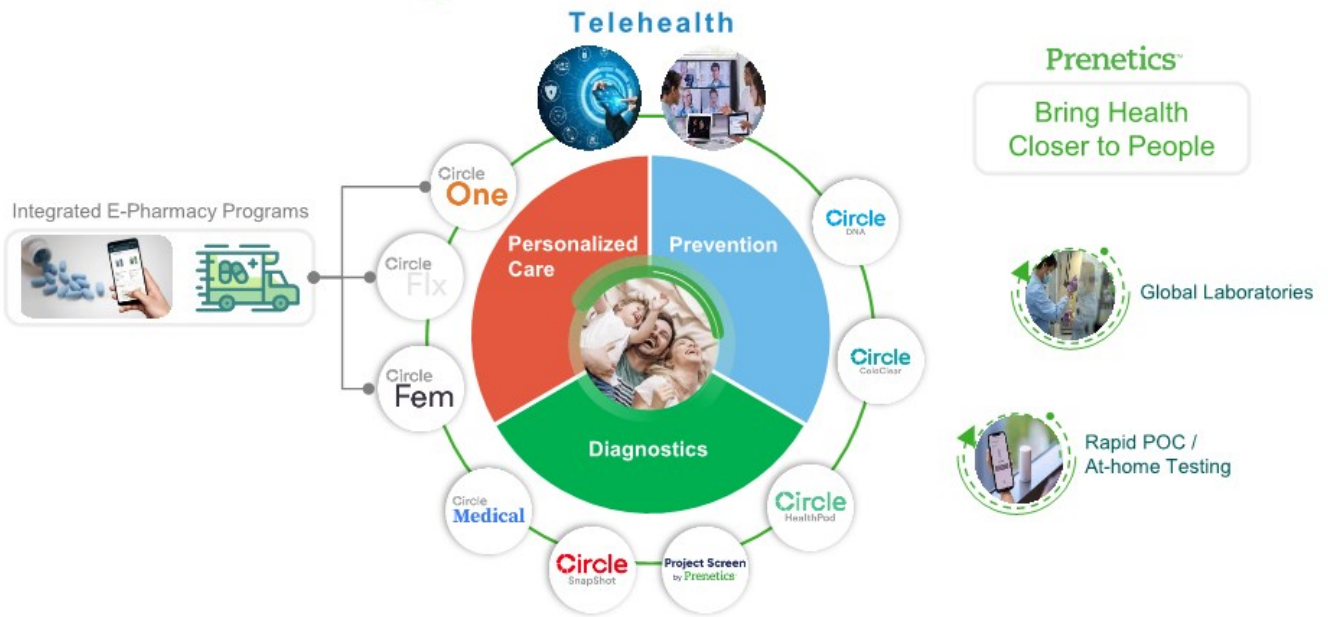 Telehealth
Prenetics™
Bring Health
Closer to People
Integrated E-Pharmacy Programs
Circle
One
Circle
Flx
Circle
Fem
Personalized
Care
Prevention
Diagnostics
Circle
DNA
Circle
ColoClear
Circle
HealthPod
Project Screen
by Prenetics
Circle
SnapShot
Circle
Medical
Global Laboratories
Rapid POC /
At-home Testing